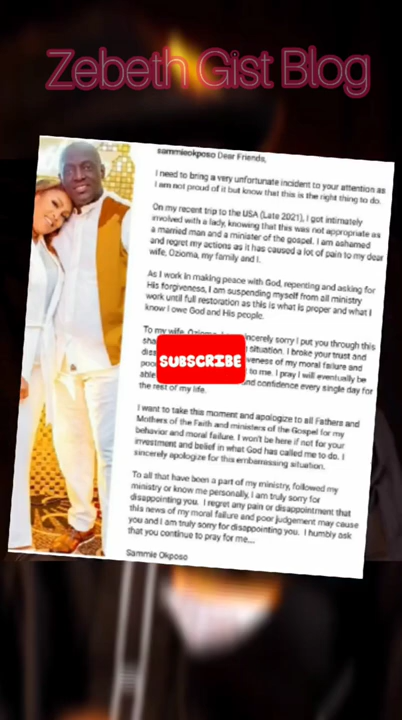 Zebeth Gist Blog
sammieokposo Dear Friends,
I need to bring a very unfortunate incident to your attention as
I am not proud of it but know that this is the right thing to do.
On my recent trip to the USA (Late 2021), I got intimately
involved with a lady, knowing that this was not appropriate as
a married man and a minister of the gospel. I am ashamed
and regret my actions as it has caused a lot of pain to my dear
wife, Ozioma, my family and I.
As I work in making peace with God, repenting and asking for
His forgiveness, I am suspending myself from all ministry
work until full restoration as this is what is proper and what I
know I owe God and His people.
To my wife, sincerely sorry I put you through this
situation. I broke your trust and
veness of my moral failure and
to me. I pray I will eventually be
able and confidence every single day for
the rest of my life.
SUBSCRIBE
I want to take this moment and apologize to all Fathers and
Mothers of the Faith and ministers of the Gospel for my
behavior and moral failure. I won't be here if not for your
investment and belief in what God has called me to do. I
sincerely apologize for this embarrassing situation.
To all that have been a part of my ministry, followed my
ministry or know me personally, I am truly sorry for
disappointing you. I regret any pain or disappointment that
this news of my moral failure and poor judgement may cause
you and I am truly sorry for disappointing you. I humbly ask
that you continue to pray for me....
Sammie Okposo